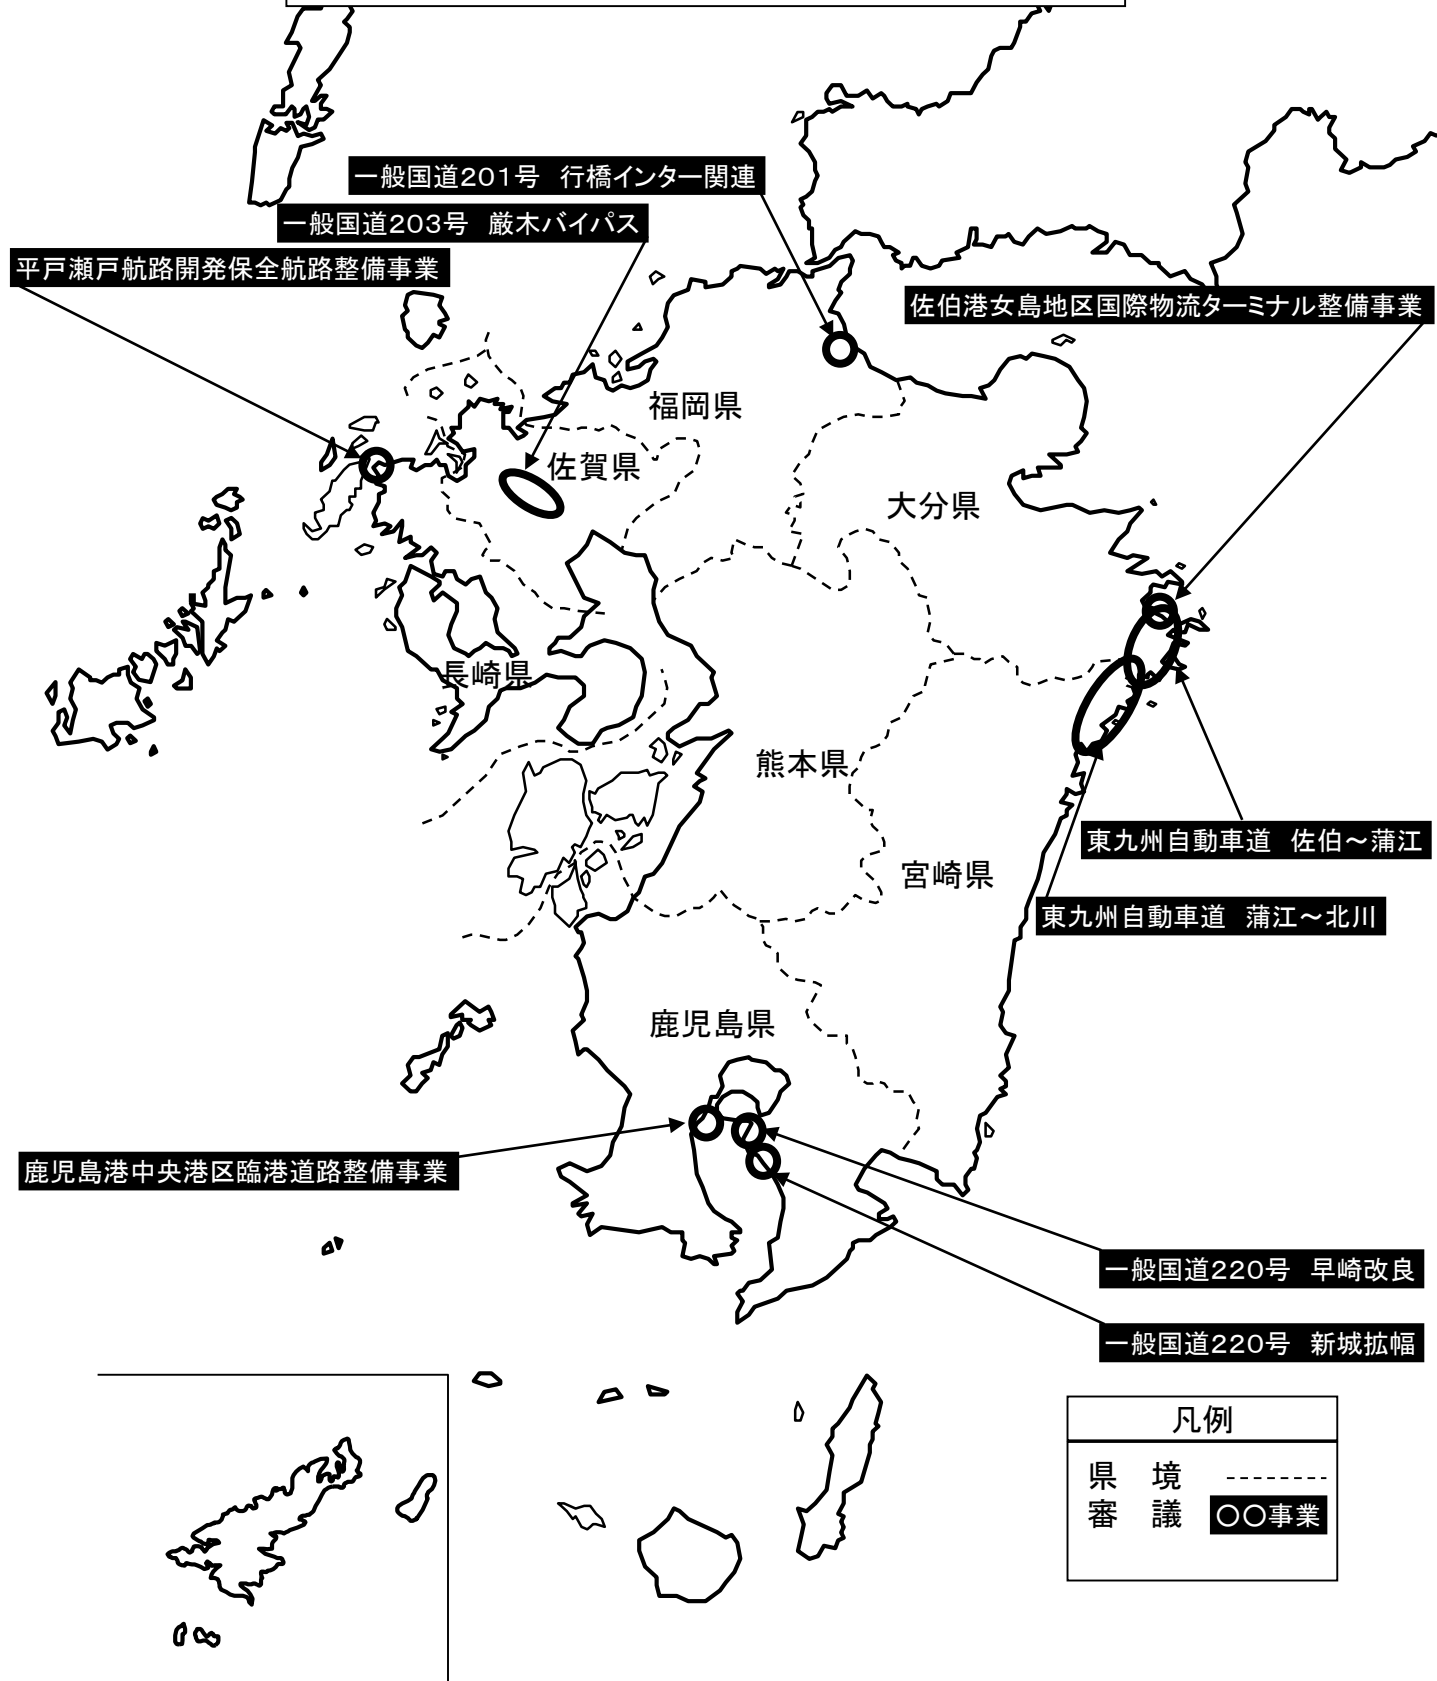 一般国道201号　行橋インター関連
一般国道203号　厳木バイパス
平戸瀬戸航路開発保全航路整備事業
佐伯港女島地区国際物流ターミナル整備事業
福岡県
佐賀県
大分県
長崎県
熊本県
東九州自動車道　佐伯～蒲江
宮崎県
東九州自動車道　蒲江～北川
鹿児島県
鹿児島港中央港区臨港道路整備事業
一般国道220号　早崎改良
一般国道220号　新城拡幅
凡例
県　境
審　議　○○事業